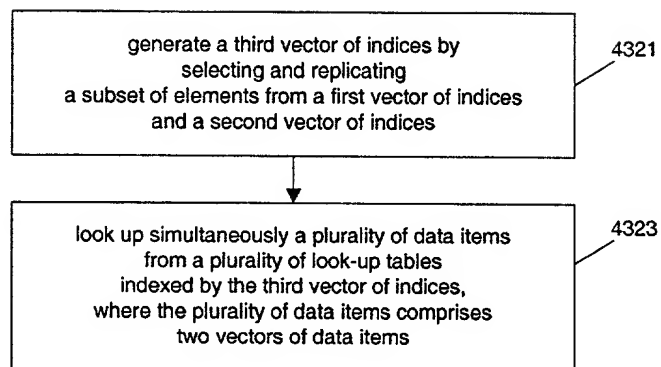 generate a third vector of indices by
selecting and replicating
a subset of elements from a first vector of indices
and a second vector of indices
4321
look up simultaneously a plurality of data items
from a plurality of look-up tables
indexed by the third vector of indices,
where the plurality of data items comprises
two vectors of data items
4323